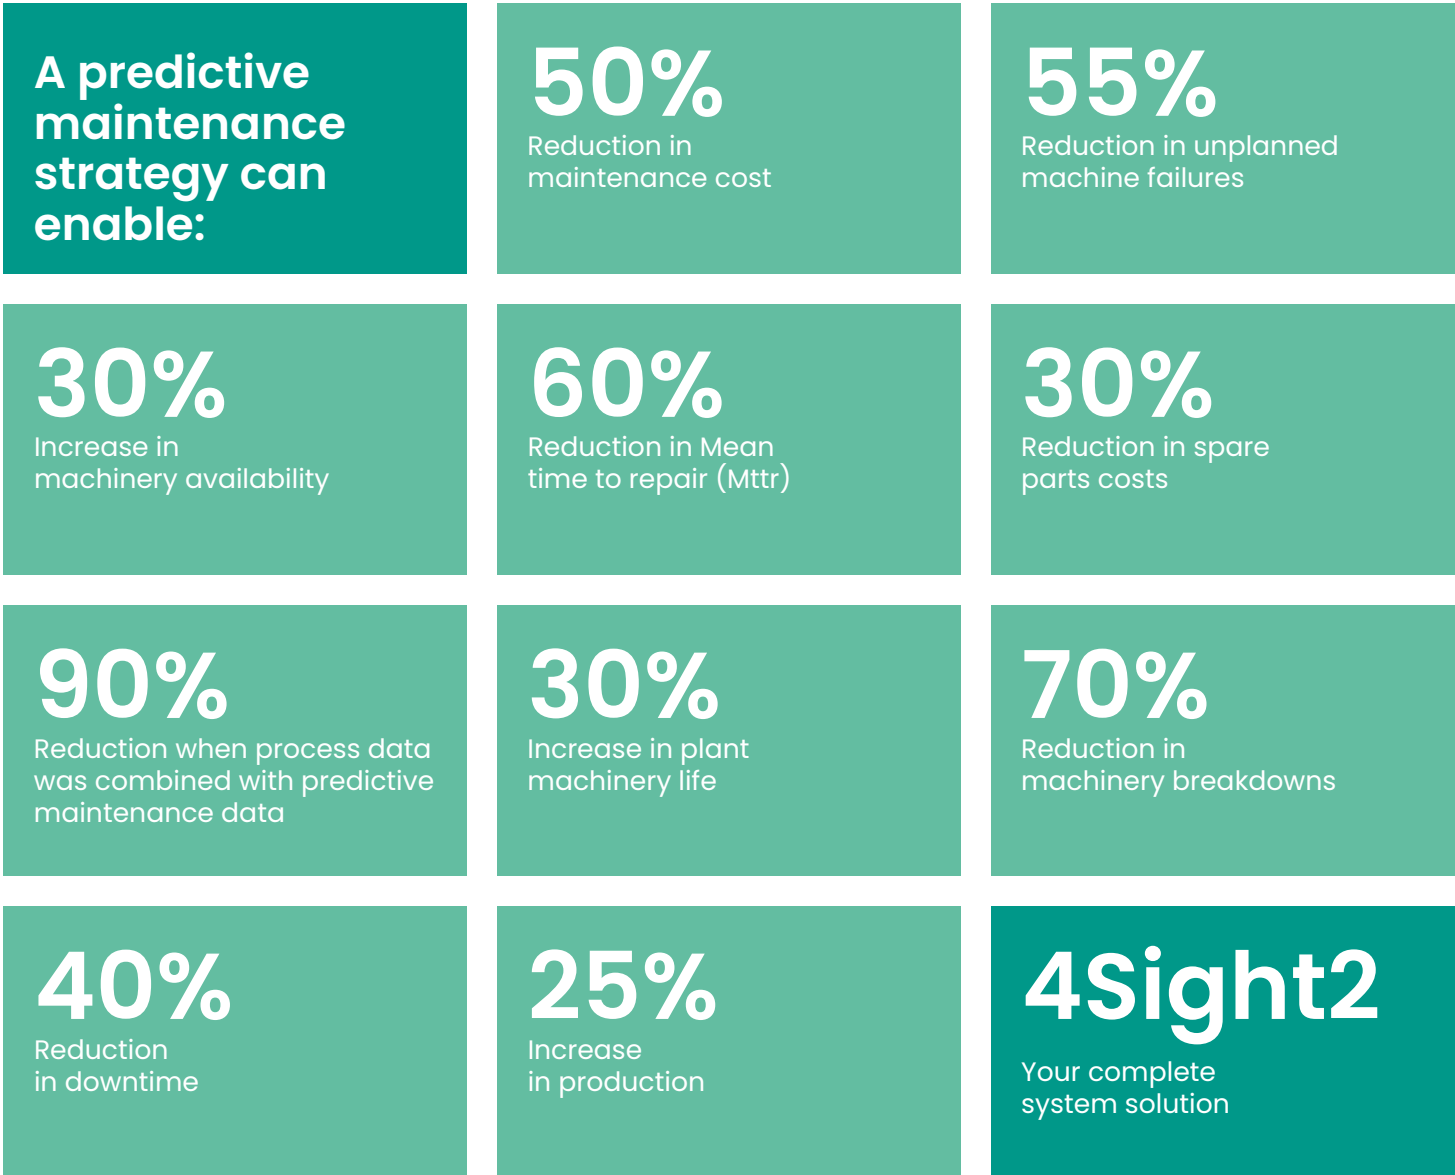 A predictive
maintenance
strategy can
enable:
50%
Reduction in
maintenance cost
55%
Reduction in unplanned
machine failures
30%
Increase in
machinery availability
60%
Reduction in Mean
time to repair (Mttr)
30%
Reduction in spare
parts costs
90%
Reduction when process data
was combined with predictive
maintenance data
30%
Increase in plant
machinery life
70%
Reduction in
machinery breakdowns
40%
Reduction
in downtime
25%
Increase
in production
4Sight2
Your complete
system solution